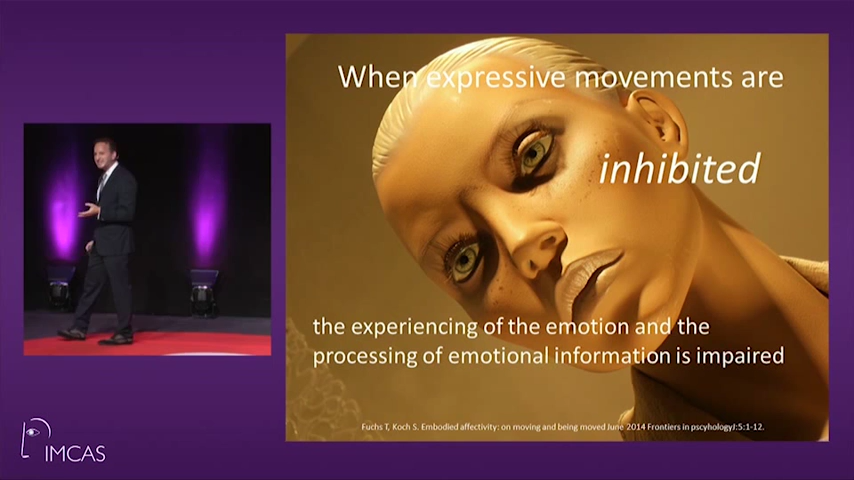 When expressive movements are
inhibited
the experiencing of the emotion and the
processing of emotional information is impaired
Fuchs T, Koch S. Embodied affectivity: on moving and being moved June 2014 Frontiers in pscyhologyJ:5:1-12.
IMCAS